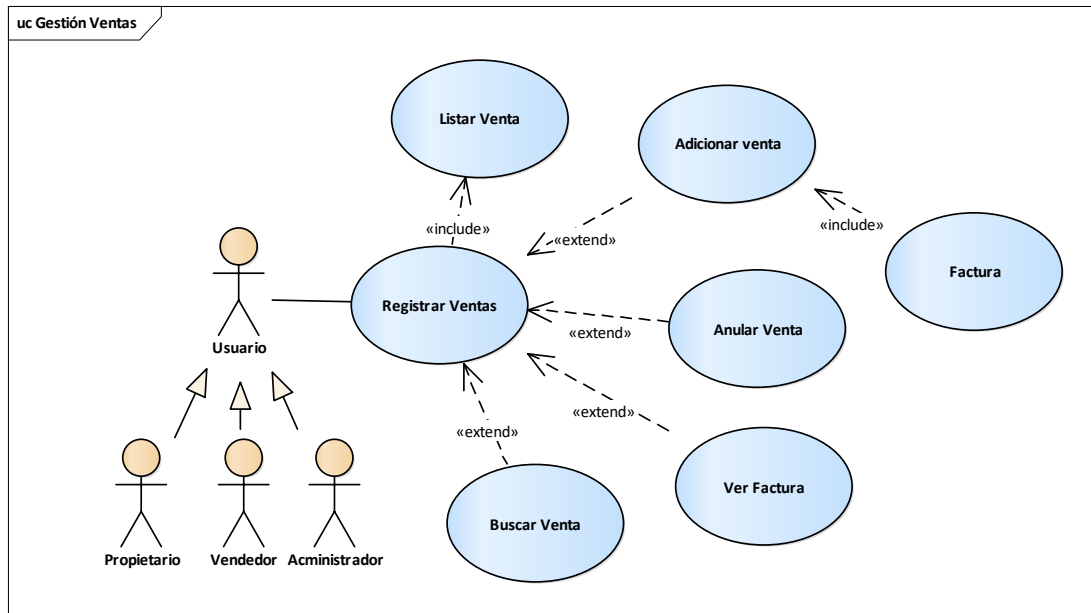 uc Gestión Ventas
Listar Venta
Adicionar venta
«include»
«extend»
«include»
Factura
Registrar Ventas
Anular Venta
«extend»
Usuario
«extend»
«extend»
Ver Factura
Buscar Venta
Propietario
Vendedor
Acministrador